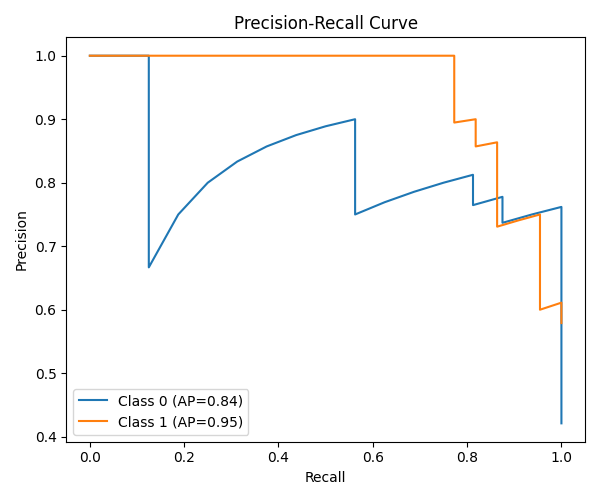 Precision-Recall Curve
1.0
0.9
0.8
0.7
0.6
0.5
0.4
Precision
Class 0 (AP=0.84)
Class 1 (AP=0.95)
0.0 0.2 0.4 0.6 0.8 1.0
Recall